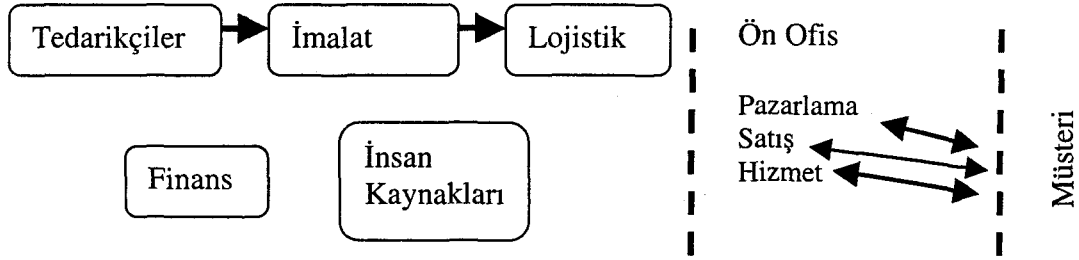 Tedarikçiler
İmalat
Lojistik
Ön Ofis
Pazarlama
Satış
Hizmet
Finans
İnsan
Kaynakları
Müşteri